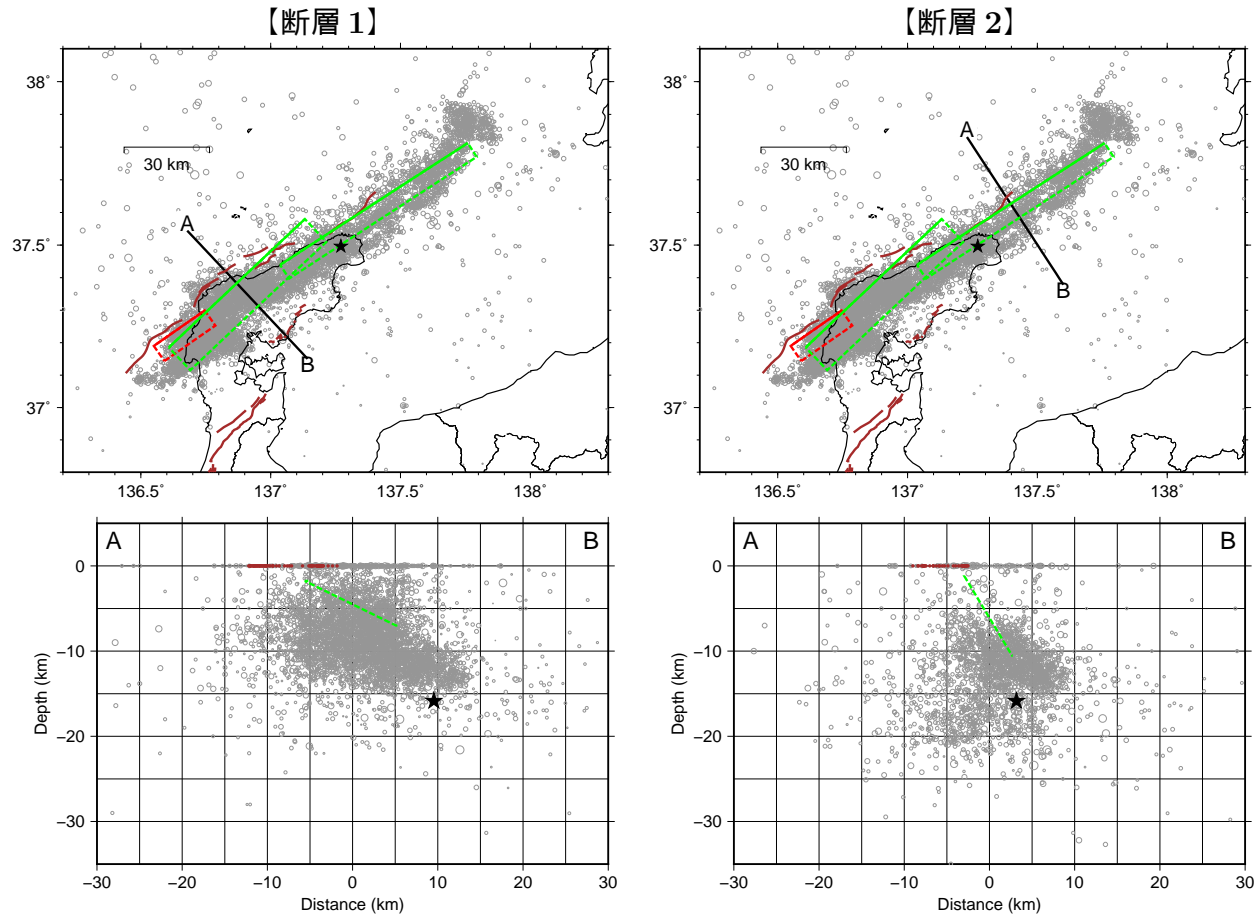 【断層 1】
38˚
37.5˚
37˚
136.5˚ 137˚ 137.5˚ 138˚
30 km
A
B
A B
0
−10
−20
−30
Depth (km)
−30 −20 −10 0 10 20 30
Distance (km)
【断層 2】
38˚
37.5˚
37˚
136.5˚ 137˚ 137.5˚ 138˚
30 km
A
B
A B
0
−10
−20
−30
Depth (km)
−30 −20 −10 0 10 20 30
Distance (km)